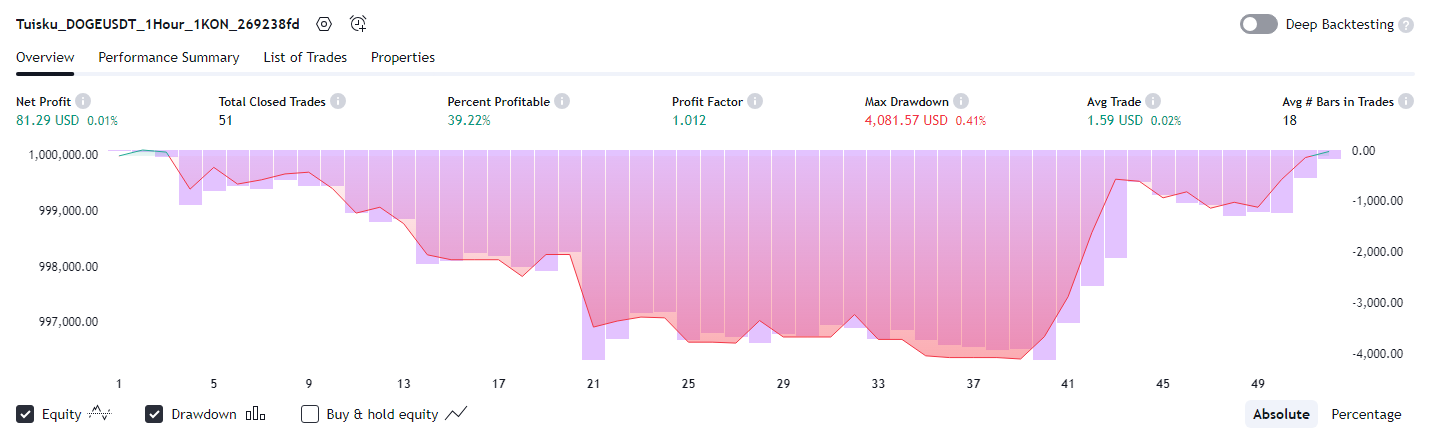 Tuisku_DOGEUSDT_1Hour_1KON_269238fd
Deep Backtesting ?
Overview Performance Summary List of Trades Properties
Net Profit i Total Closed Trades i Percent Profitable i Profit Factor i Max Drawdown i Avg Trade i Avg # Bars in Trades i
81.29 USD 0.01% 51 39.22% 1.012 4,081.57 USD 0.41% 1.59 USD 0.02% 18
1,000,000.00 0.00
999,000.00 -1,000.00
998,000.00 -2,000.00
997,000.00 -3,000.00
-4,000.00
1 5 9 13 17 21 25 29 33 37 41 45 49
Equity Drawdown Buy & hold equity Absolute Percentage